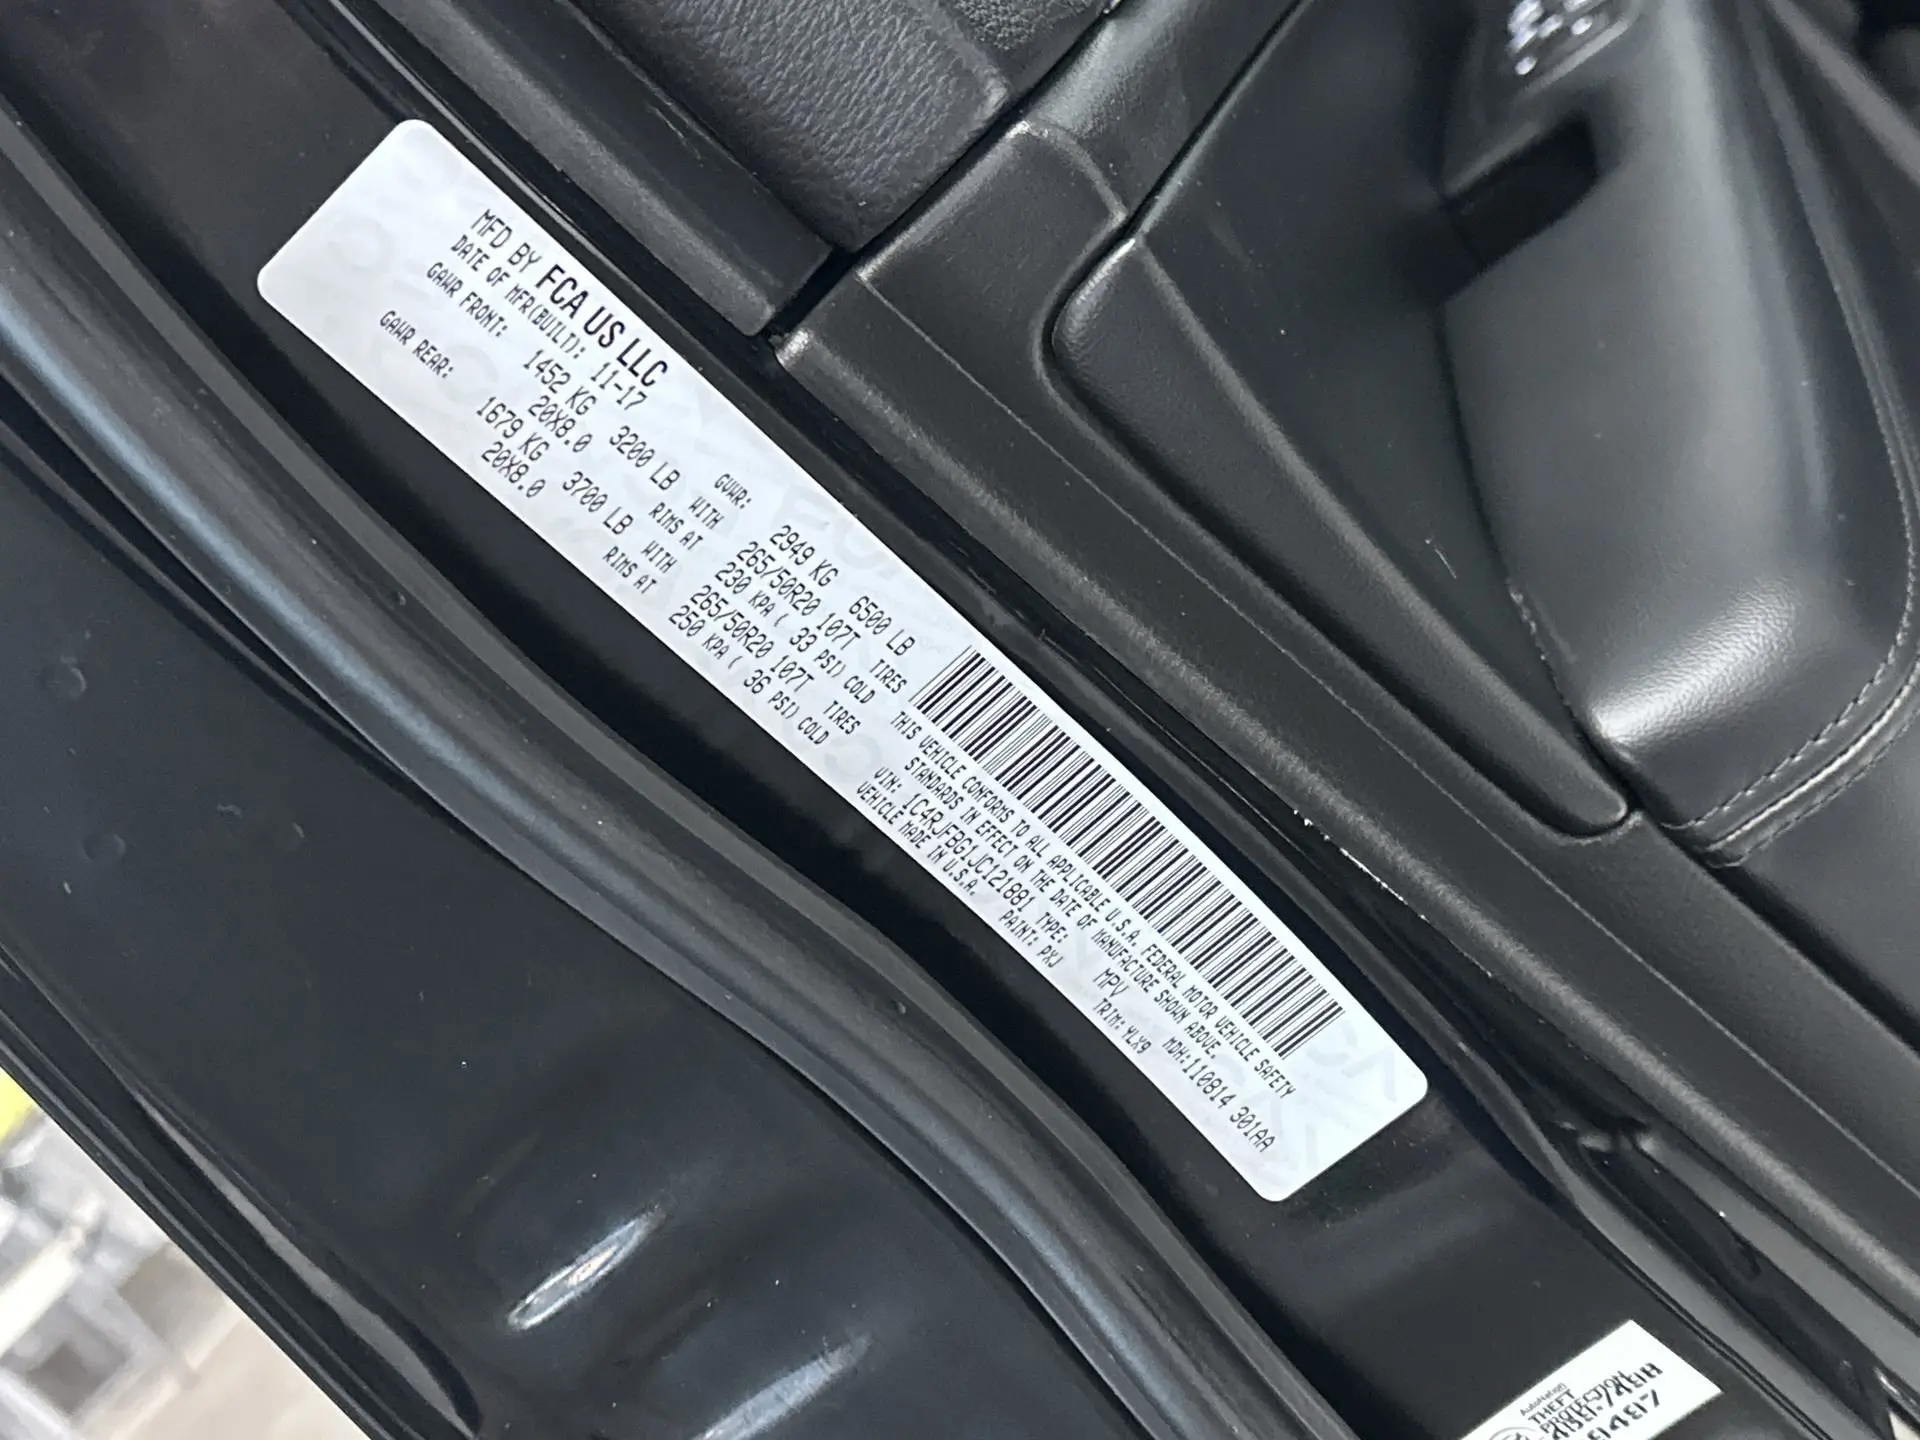 MFD BY FCA US LLC
DATE OF MFR(BUILT): 11-17 GVWR: 2949 KG 6500 LB
GAWR FRONT: 1452 KG 3200 LB WITH 265/50R20 107T TIRES
20X8.0 RIMS AT 230 KPA ( 33 PSI) COLD
GAWR REAR: 1679 KG 3700 LB WITH 265/50R20 107T TIRES
20X8.0 RIMS AT 250 KPA ( 36 PSI) COLD
THIS VEHICLE CONFORMS TO ALL APPLICABLE U.S.A. FEDERAL MOTOR VEHICLE SAFETY
STANDARDS IN EFFECT ON THE DATE OF MANUFACTURE SHOWN ABOVE.
VIN: 1C4RJFBG1JC121881 TYPE: MPV MDH:110814 301AA
VEHICLE MADE IN U.S.A. PAINT: PXJ TRIM: YLX9
AutoNation
THEFT
PROTECTION